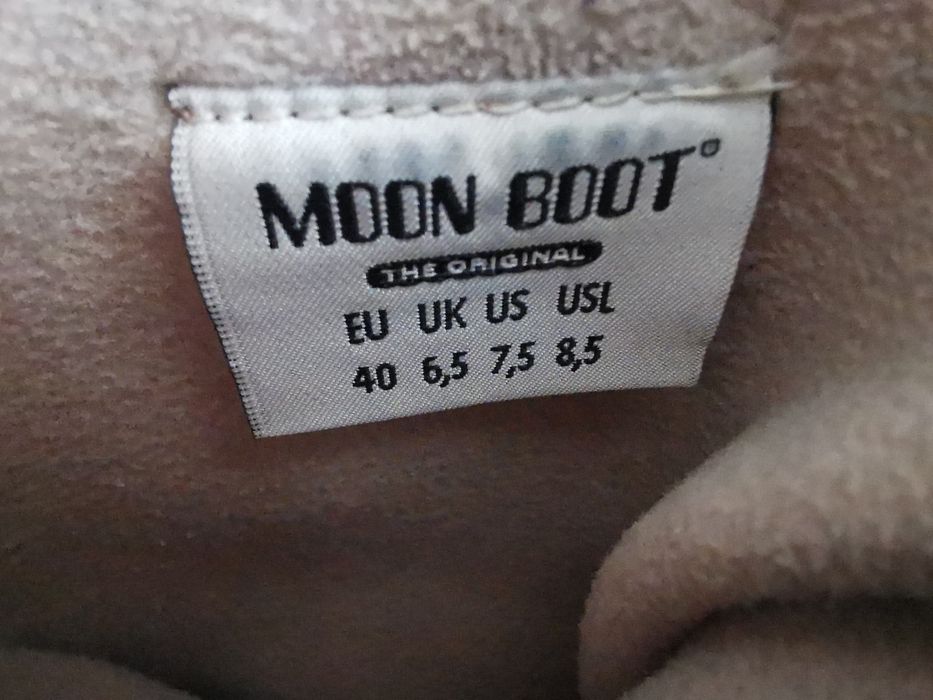 MOON BOOT®
THE ORIGINAL
EU UK US USL
40 6,5 7,5 8,5